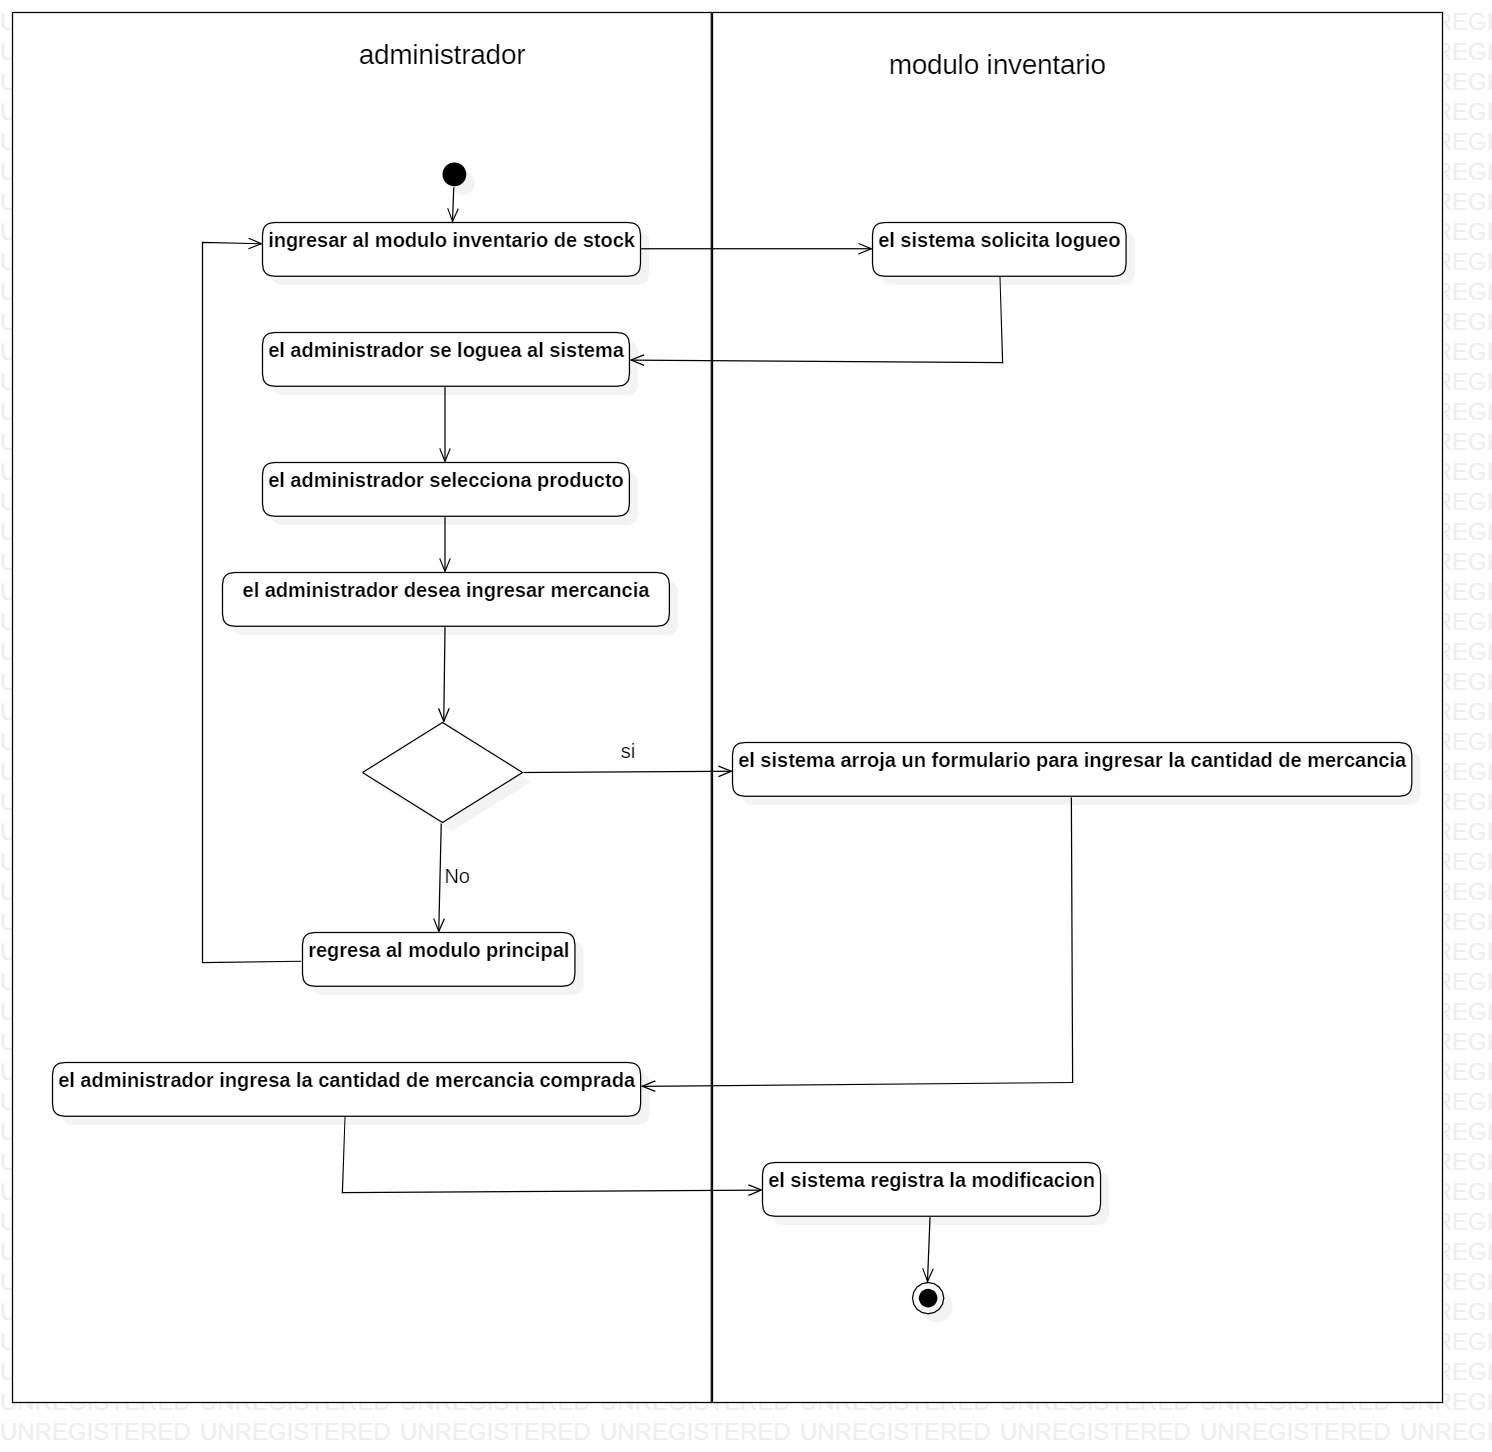 administrador
modulo inventario
ingresar al modulo inventario de stock
el sistema solicita logueo
el administrador se loguea al sistema
el administrador selecciona producto
el administrador desea ingresar mercancia
si
el sistema arroja un formulario para ingresar la cantidad de mercancia
No
regresa al modulo principal
el administrador ingresa la cantidad de mercancia comprada
el sistema registra la modificacion
UNREGISTERED UNREGISTERED UNREGISTERED UNREGISTERED UNREGISTERED UNREGISTERED UNREGISTERED UNREGI